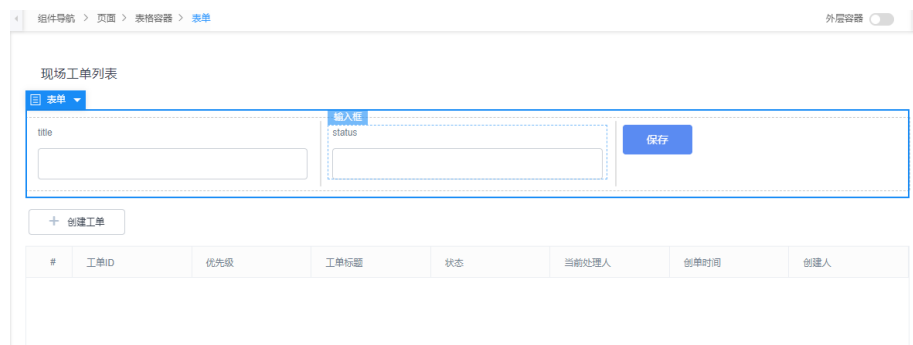 组件导航 > 页面 > 表格容器 > 表单
外层容器
现场工单列表
表单
输入框
title
status
保存
+ 创建工单
# 工单ID 优先级 工单标题 状态 当前处理人 创单时间 创建人